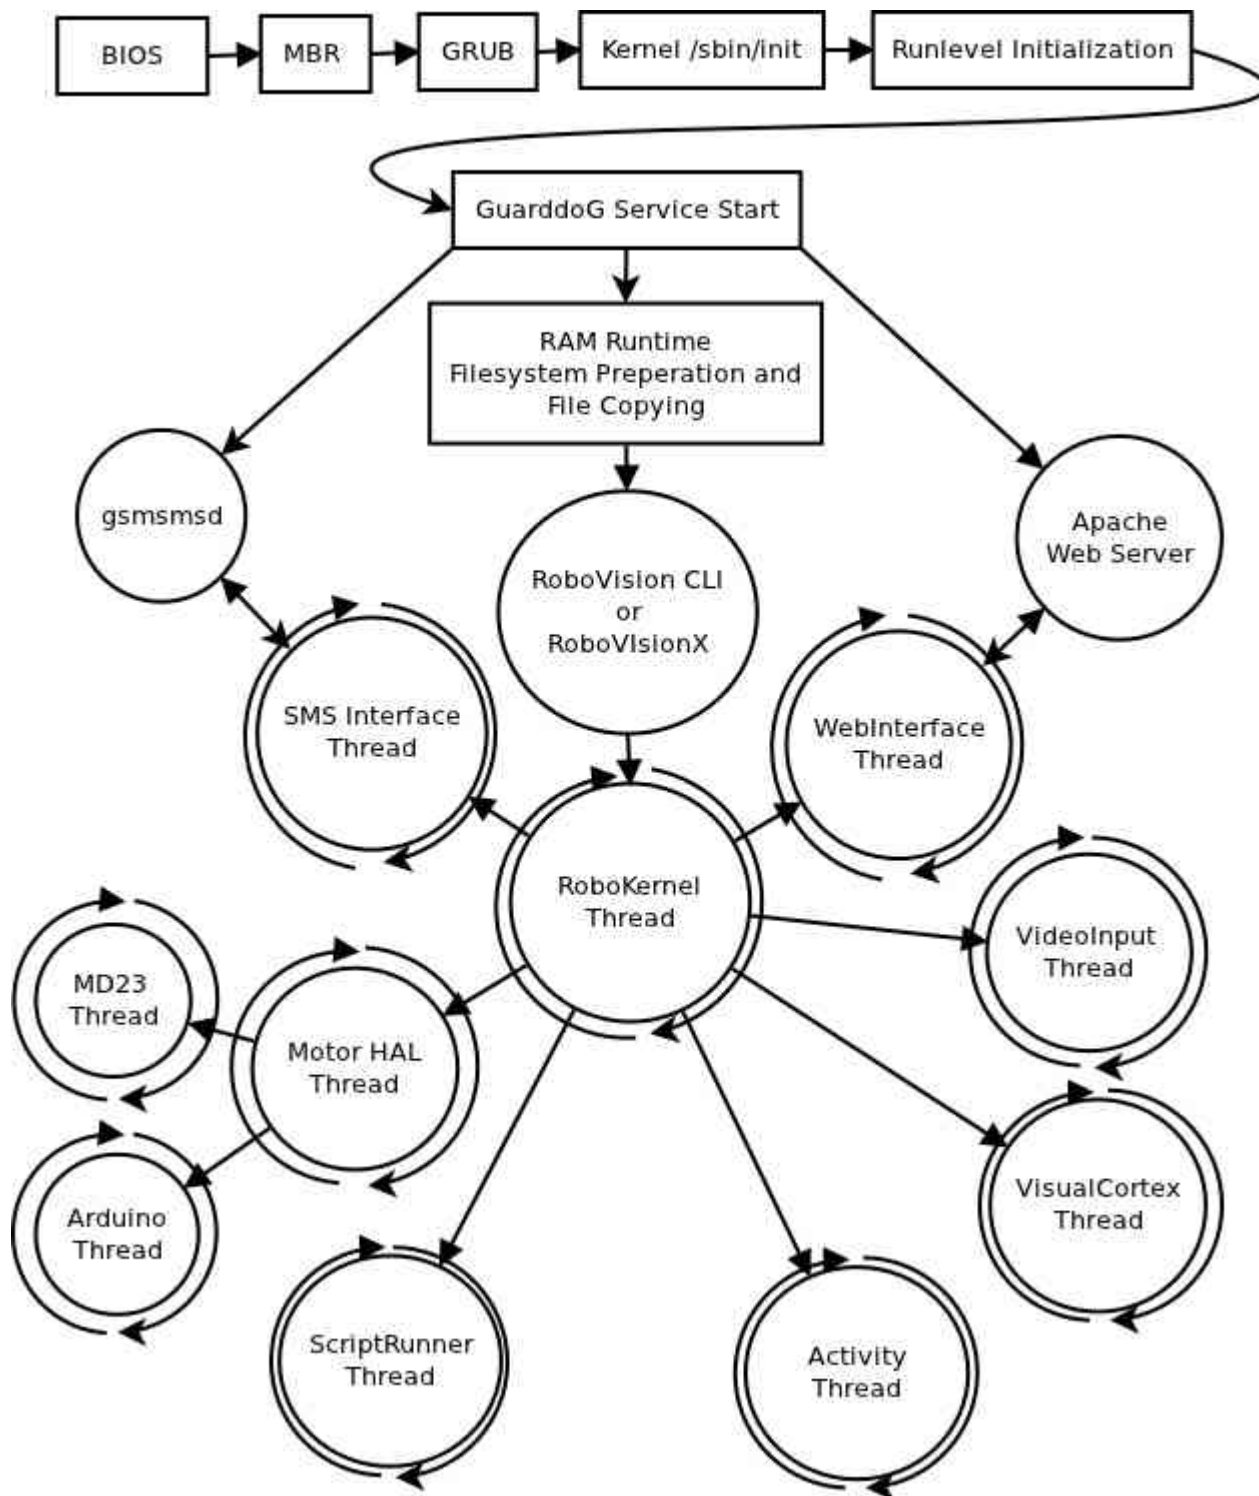 BIOS
MBR
GRUB
Kernel /sbin/init
Runlevel Initialization
GuarddoG Service Start
RAM Runtime
Filesystem Preperation and
File Copying
gsmsmsd
Apache
Web Server
RoboVision CLI
or
RoboVIsionX
SMS Interface
Thread
WebInterface
Thread
RoboKernel
Thread
VideoInput
Thread
MD23
Thread
Motor HAL
Thread
VisualCortex
Thread
Arduino
Thread
ScriptRunner
Thread
Activity
Thread